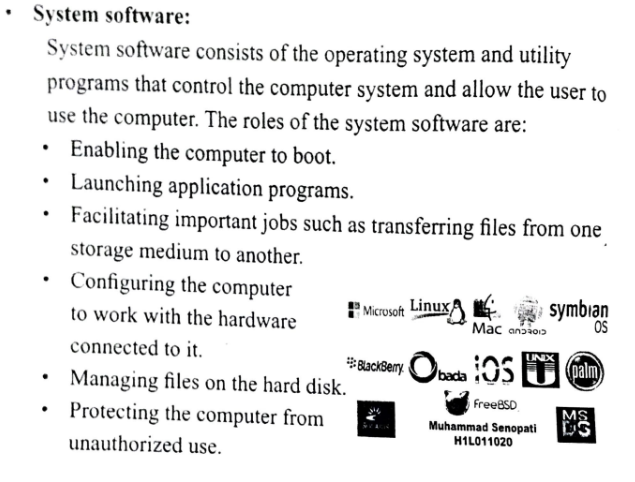 • System software:
System software consists of the operating system and utility
programs that control the computer system and allow the user to
use the computer. The roles of the system software are:
• Enabling the computer to boot.
• Launching application programs.
• Facilitating important jobs such as transferring files from one
storage medium to another.
• Configuring the computer
to work with the hardware
connected to it.
• Managing files on the hard disk.
• Protecting the computer from
unauthorized use.
Microsoft Linux Mac android symbian
OS
BlackBerry bada iOS UNIX palm
FreeBSD
Muhammad Senopati
H1L011020
MS